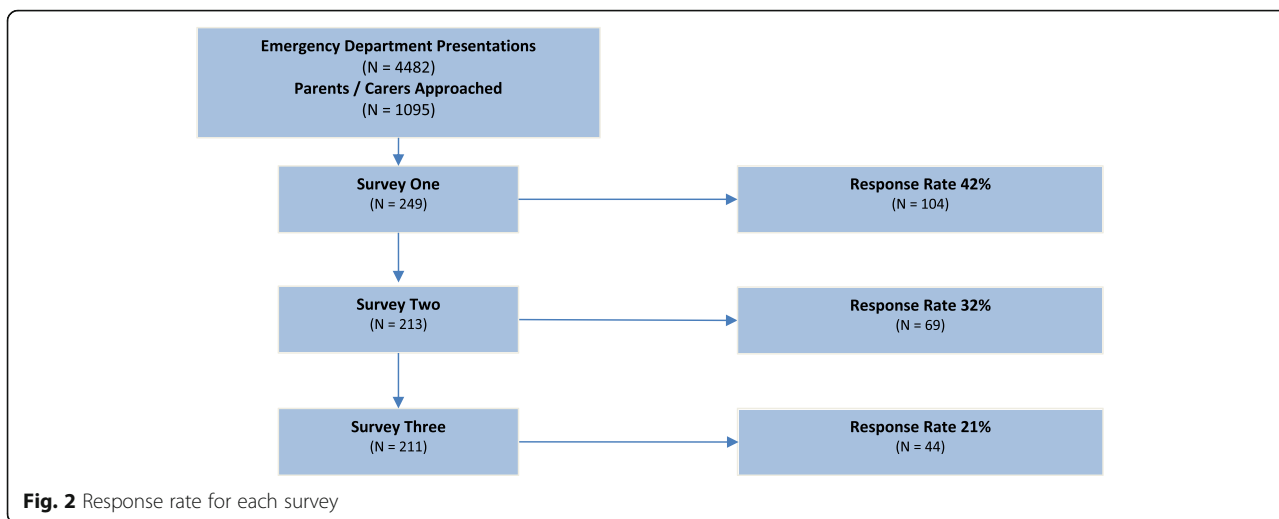 Emergency Department Presentations
(N = 4482)
Parents / Carers Approached
(N = 1095)
Survey One
(N = 249)
Response Rate 42%
(N = 104)
Survey Two
(N = 213)
Response Rate 32%
(N = 69)
Survey Three
(N = 211)
Response Rate 21%
(N = 44)
Fig. 2 Response rate for each survey